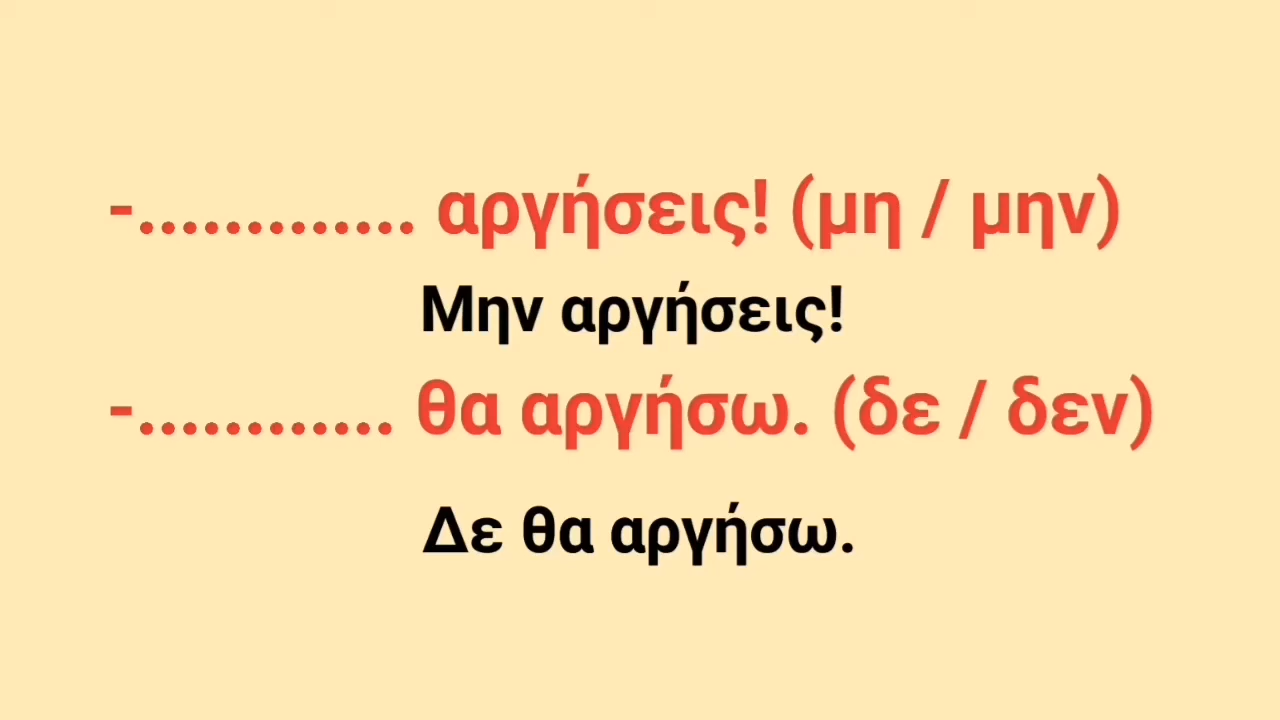 -............. αργήσεις! (μη / μην)
Μην αργήσεις!
-............ θα αργήσω. (δε / δεν)
Δε θα αργήσω.